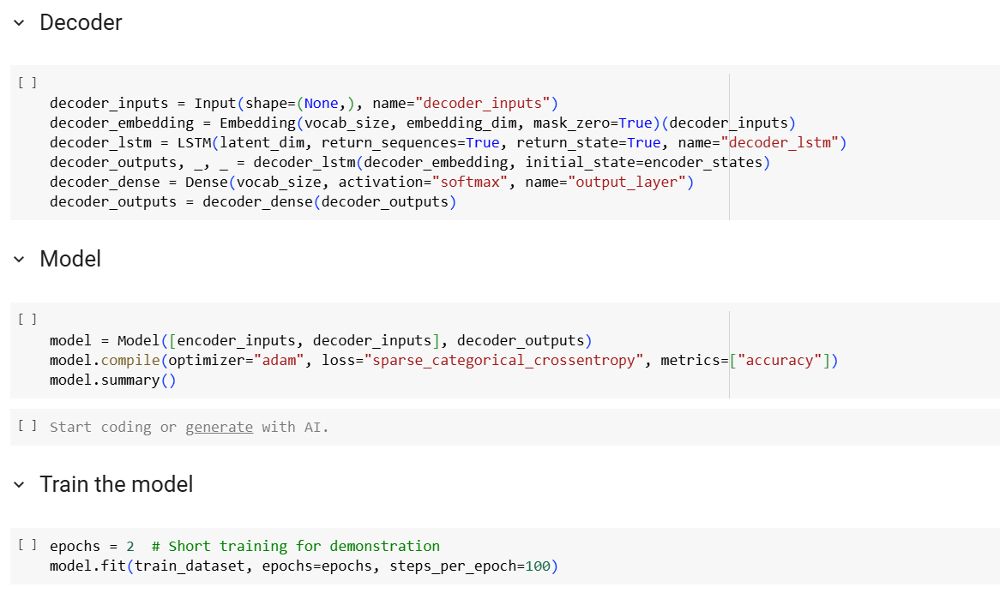 Decoder
[ ]
decoder_inputs = Input(shape=(None,), name="decoder_inputs")
decoder_embedding = Embedding(vocab_size, embedding_dim, mask_zero=True)(decoder_inputs)
decoder_lstm = LSTM(latent_dim, return_sequences=True, return_state=True, name="decoder_lstm")
decoder_outputs, _, _ = decoder_lstm(decoder_embedding, initial_state=encoder_states)
decoder_dense = Dense(vocab_size, activation="softmax", name="output_layer")
decoder_outputs = decoder_dense(decoder_outputs)
Model
[ ]
model = Model([encoder_inputs, decoder_inputs], decoder_outputs)
model.compile(optimizer="adam", loss="sparse_categorical_crossentropy", metrics=["accuracy"])
model.summary()
[ ] Start coding or generate with AI.
Train the model
[ ] epochs = 2  # Short training for demonstration
model.fit(train_dataset, epochs=epochs, steps_per_epoch=100)